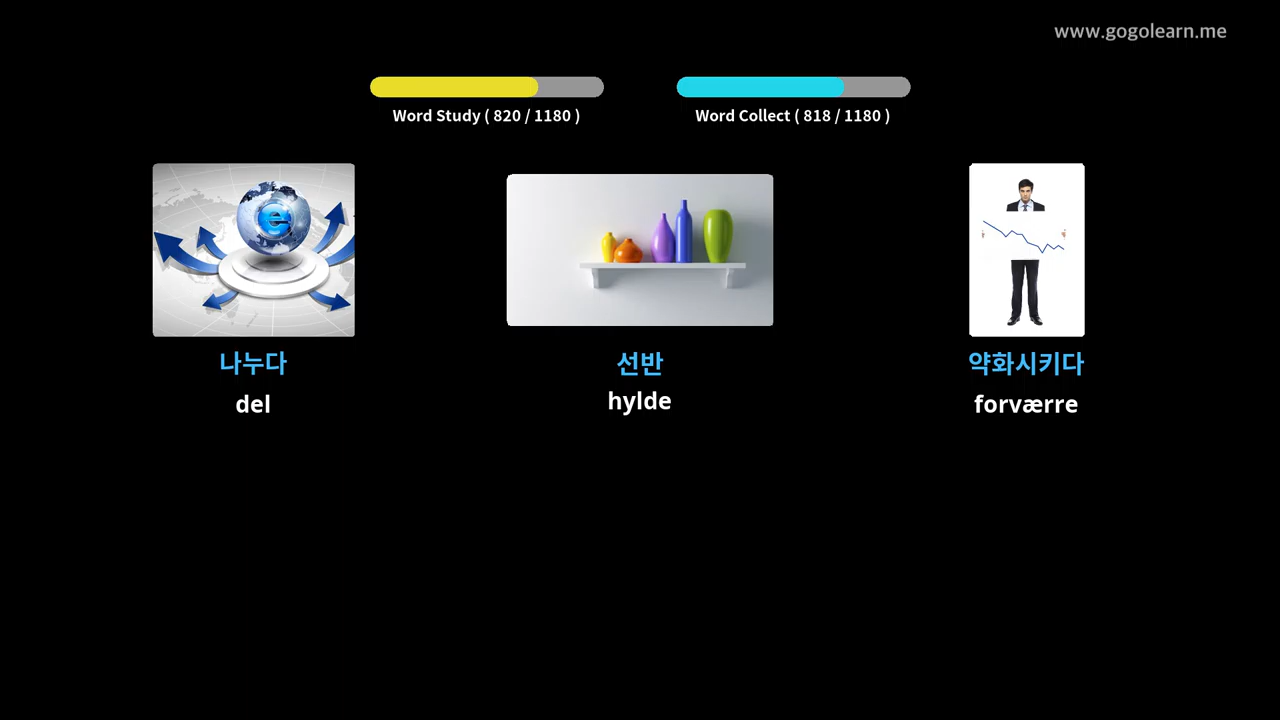 www.gogolearn.me
Word Study ( 820 / 1180 )
Word Collect ( 818 / 1180 )
e
나누다
선반
약화시키다
del
hylde
forværre